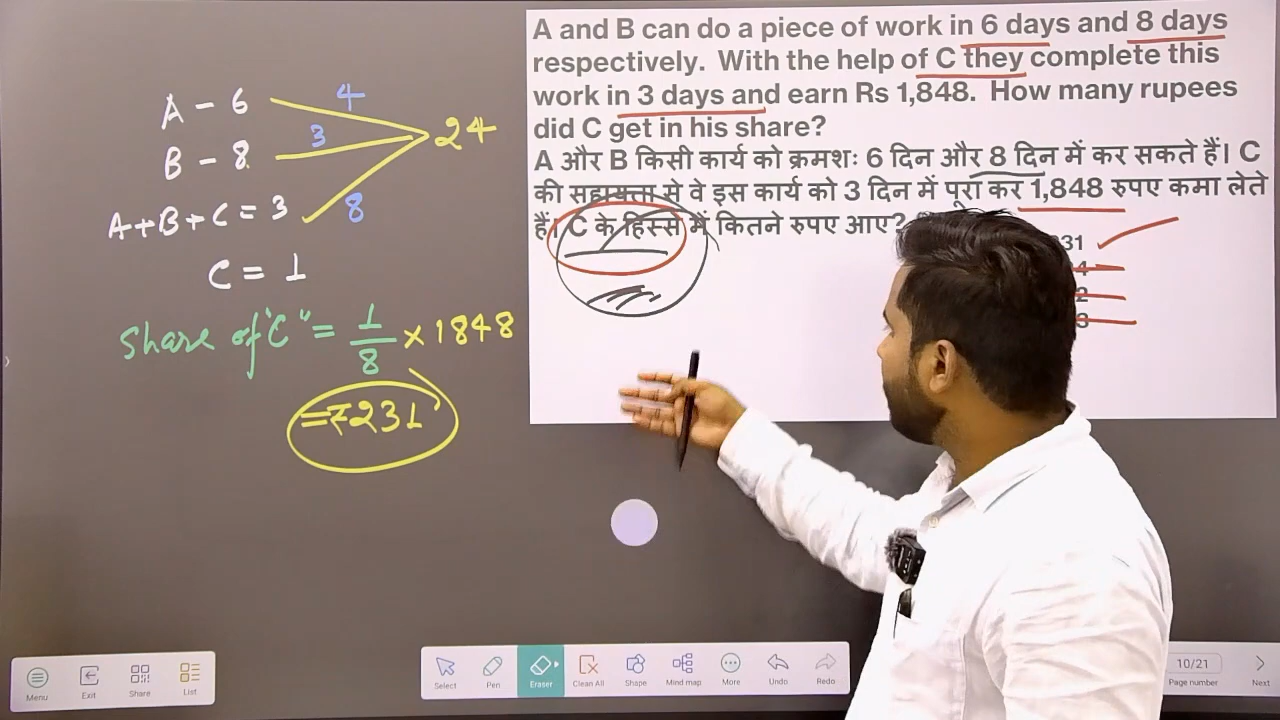 A and B can do a piece of work in 6 days and 8 days
respectively. With the help of C they complete this
work in 3 days and earn Rs 1,848. How many rupees
did C get in his share?
A और B किसी कार्य को क्रमशः 6 दिन और 8 दिन में कर सकते हैं। C
की सहायता से वे इस कार्य को 3 दिन में पूरा कर 1,848 रुपए कमा लेते
हैं। C के हिस्से में कितने रुपए आए?
31
4
2
3
A - 6
4
B - 8
3
24
A+B+C = 3
8
C = 1
Share of "C" = 1/8 × 1848
= ₹231
Menu
Exit
Share
List
Select
Pen
Eraser
Clean All
Shape
Mind map
More
Undo
Redo
10/21
Page number
Next